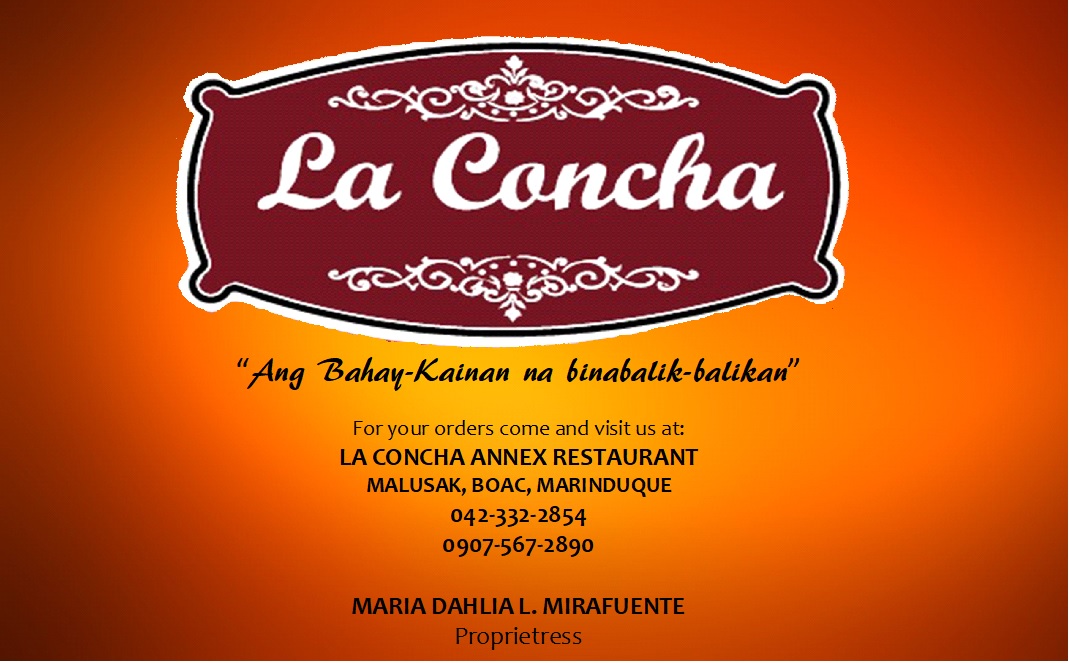 La Concha
“Ang Bahay-Kainan na binabalik-balikan”
For your orders come and visit us at:
LA CONCHA ANNEX RESTAURANT
MALUSAK, BOAC, MARINDUQUE
042-332-2854
0907-567-2890
MARIA DAHLIA L. MIRAFUENTE
Proprietress